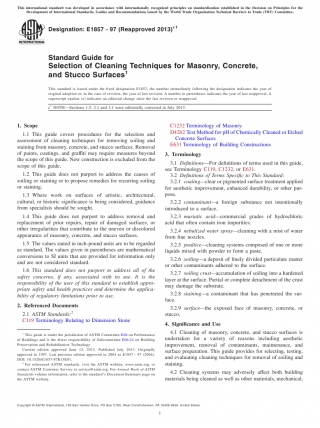 This international standard was developed in accordance with internationally recognized principles on standardization established in the Decision on Principles for the
Development of International Standards, Guides and Recommendations issued by the World Trade Organization Technical Barriers to Trade (TBT) Committee.
Designation: E1857 − 97 (Reapproved 2013)ε1
Standard Guide for
Selection of Cleaning Techniques for Masonry, Concrete,
and Stucco Surfaces1
This standard is issued under the fixed designation E1857; the number immediately following the designation indicates the year of
original adoption or, in the case of revision, the year of last revision. A number in parentheses indicates the year of last reapproval. A
superscript epsilon (ε) indicates an editorial change since the last revision or reapproval.
ε1 NOTE—Sections 1.5, 2.1 and 3.1 were editorially corrected in July 2013.
1. Scope
1.1 This guide covers procedures for the selection and
assessment of cleaning techniques for removing soiling and
staining from masonry, concrete, and stucco surfaces. Removal
of paints, coatings, and graffiti may require measures beyond
the scope of this guide. New construction is excluded from the
scope of this guide.
1.2 This guide does not purport to address the causes of
soiling or staining or to propose remedies for recurring soiling
or staining.
1.3 Where work on surfaces of artistic, architectural,
cultural, or historic significance is being considered, guidance
from specialists should be sought.
1.4 This guide does not purport to address removal and
replacement of prior repairs, repair of damaged surfaces, or
other irregularities that contribute to the uneven or discolored
appearance of masonry, concrete, and stucco surfaces.
1.5 The values stated in inch-pound units are to be regarded
as standard. The values given in parentheses are mathematical
conversions to SI units that are provided for information only
and are not considered standard.
1.6 This standard does not purport to address all of the
safety concerns, if any, associated with its use. It is the
responsibility of the user of this standard to establish appro-
priate safety and health practices and determine the applica-
bility of regulatory limitations prior to use.
2. Referenced Documents
2.1 ASTM Standards:2
C119 Terminology Relating to Dimension Stone
1 This guide is under the jurisdiction of ASTM Committee E06 on Performance
of Buildings and is the direct responsibility of Subcommittee E06.24 on Building
Preservation and Rehabilitation Technology.
Current edition approved June 15, 2013. Published July 2013. Originally
approved in 1997. Last previous edition approved in 2004 as E1857 – 97 (2004).
DOI: 10.1520/E1857-97R13E01.
2 For referenced ASTM standards, visit the ASTM website, www.astm.org, or
contact ASTM Customer Service at service@astm.org. For Annual Book of ASTM
Standards volume information, refer to the standard's Document Summary page on
the ASTM website.
C1232 Terminology of Masonry
D4262 Test Method for pH of Chemically Cleaned or Etched
Concrete Surfaces
E631 Terminology of Building Constructions
3. Terminology
3.1 Definitions—For definitions of terms used in this guide,
see Terminology C119, C1232, or E631.
3.2 Definitions of Terms Specific to This Standard:
3.2.1 coating—clear or pigmented surface treatment applied
for aesthetic improvement, enhanced durability, or other pur-
pose.
3.2.2 contaminant—a foreign substance not intentionally
introduced in a surface.
3.2.3 muriatic acid—commercial grades of hydrochloric
acid that often contain iron impurities.
3.2.4 nebulized water spray—cleaning with a mist of water
from fine nozzles.
3.2.5 poultice—cleaning systems composed of one or more
liquids mixed with powder to form a paste.
3.2.6 soiling—a deposit of finely divided particulate matter
or other contaminants adhered to the surface.
3.2.7 soiling crust—accumulation of soiling into a hardened
layer at the surface. Partial or complete detachment of the crust
may damage the substrate.
3.2.8 staining—a contaminant that has penetrated the sur-
face.
3.2.9 surface—the exposed face of masonry, concrete, or
stucco.
4. Significance and Use
4.1 Cleaning of masonry, concrete, and stucco surfaces is
undertaken for a variety of reasons including aesthetic
improvement, removal of contaminants, maintenance, and
surface preparation. This guide provides for selecting, testing,
and evaluating cleaning techniques for removal of soiling and
staining.
4.2 Cleaning systems may adversely affect both building
materials being cleaned as well as other materials, mechanical,
Copyright © ASTM International, 100 Barr Harbor Drive, PO Box C700, West Conshohocken, PA 19428-2959. United States
1